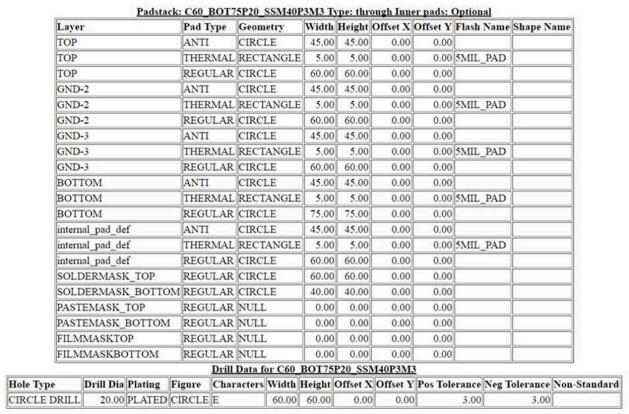 Padstack: C60_BOT75P20_SSM40P3M3 Type: through Inner pads: Optional
Layer Pad Type Geometry Width Height Offset X Offset Y Flash Name Shape Name
TOP ANTI CIRCLE 45.00 45.00 0.00 0.00
TOP THERMAL RECTANGLE 5.00 5.00 0.00 0.00 5MIL_PAD
TOP REGULAR CIRCLE 60.00 60.00 0.00 0.00
GND-2 ANTI CIRCLE 45.00 45.00 0.00 0.00
GND-2 THERMAL RECTANGLE 5.00 5.00 0.00 0.00 5MIL_PAD
GND-2 REGULAR CIRCLE 60.00 60.00 0.00 0.00
GND-3 ANTI CIRCLE 45.00 45.00 0.00 0.00
GND-3 THERMAL RECTANGLE 5.00 5.00 0.00 0.00 5MIL_PAD
GND-3 REGULAR CIRCLE 60.00 60.00 0.00 0.00
BOTTOM ANTI CIRCLE 45.00 45.00 0.00 0.00
BOTTOM THERMAL RECTANGLE 5.00 5.00 0.00 0.00 5MIL_PAD
BOTTOM REGULAR CIRCLE 75.00 75.00 0.00 0.00
internal_pad_def ANTI CIRCLE 45.00 45.00 0.00 0.00
internal_pad_def THERMAL RECTANGLE 5.00 5.00 0.00 0.00 5MIL_PAD
internal_pad_def REGULAR CIRCLE 60.00 60.00 0.00 0.00
SOLDERMASK_TOP REGULAR CIRCLE 60.00 60.00 0.00 0.00
SOLDERMASK_BOTTOM REGULAR CIRCLE 40.00 40.00 0.00 0.00
PASTEMASK_TOP REGULAR NULL 0.00 0.00 0.00 0.00
PASTEMASK_BOTTOM REGULAR NULL 0.00 0.00 0.00 0.00
FILMMASKTOP REGULAR NULL 0.00 0.00 0.00 0.00
FILMMASKBOTTOM REGULAR NULL 0.00 0.00 0.00 0.00
Drill Data for C60_BOT75P20_SSM40P3M3
Hole Type Drill Dia Plating Figure Characters Width Height Offset X Offset Y Pos Tolerance Neg Tolerance Non-Standard
CIRCLE DRILL 20.00 PLATED CIRCLE E 60.00 60.00 0.00 0.00 3.00 3.00